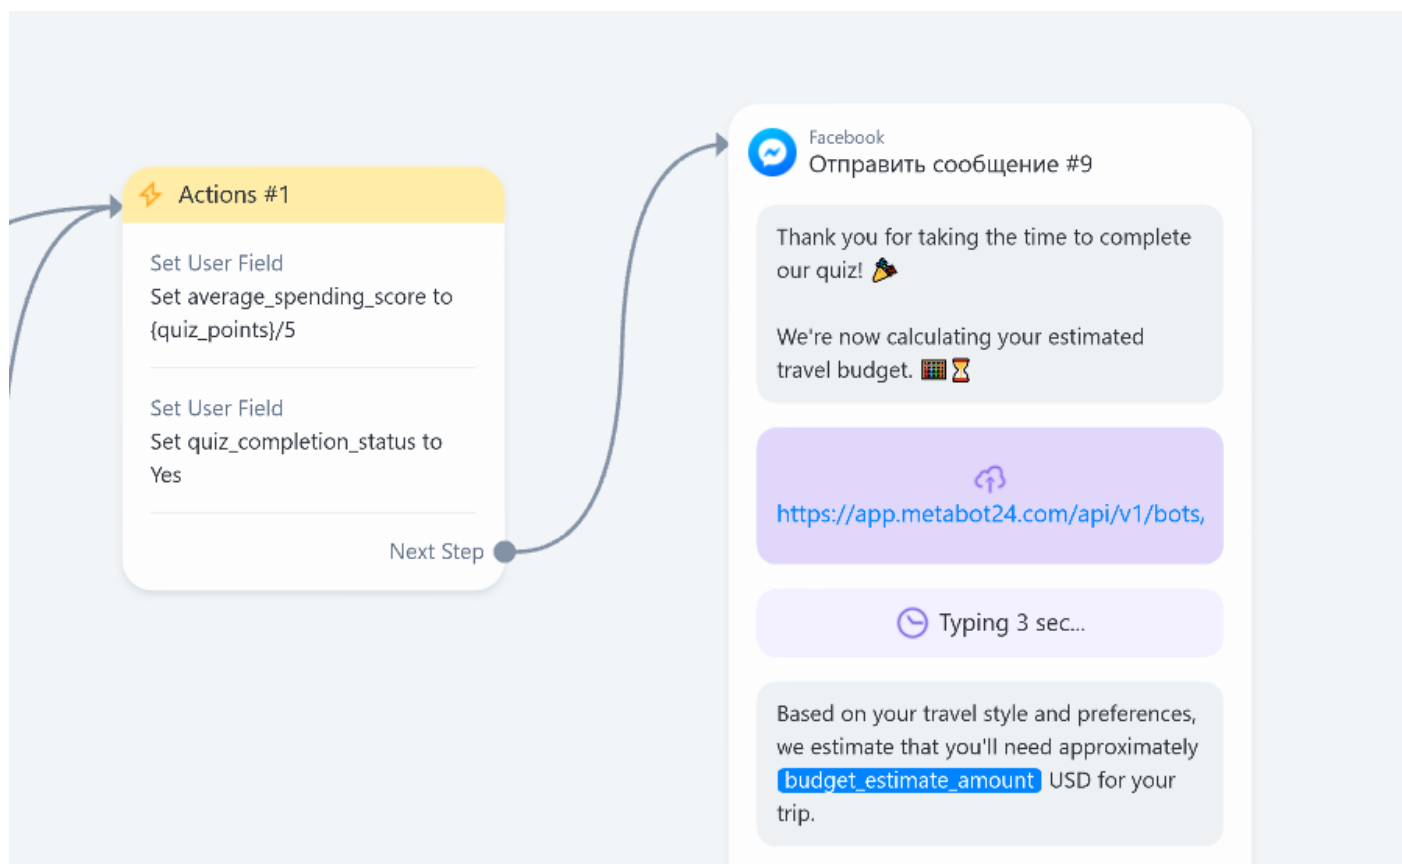 Actions #1
Set User Field
Set average_spending_score to
{quiz_points}/5
Set User Field
Set quiz_completion_status to
Yes
Next Step
Facebook
Отправить сообщение #9
Thank you for taking the time to complete
our quiz! 🎉
We're now calculating your estimated
travel budget. 🧮⏳
https://app.metabot24.com/api/v1/bots/
Typing 3 sec...
Based on your travel style and preferences,
we estimate that you'll need approximately
budget_estimate_amount USD for your
trip.